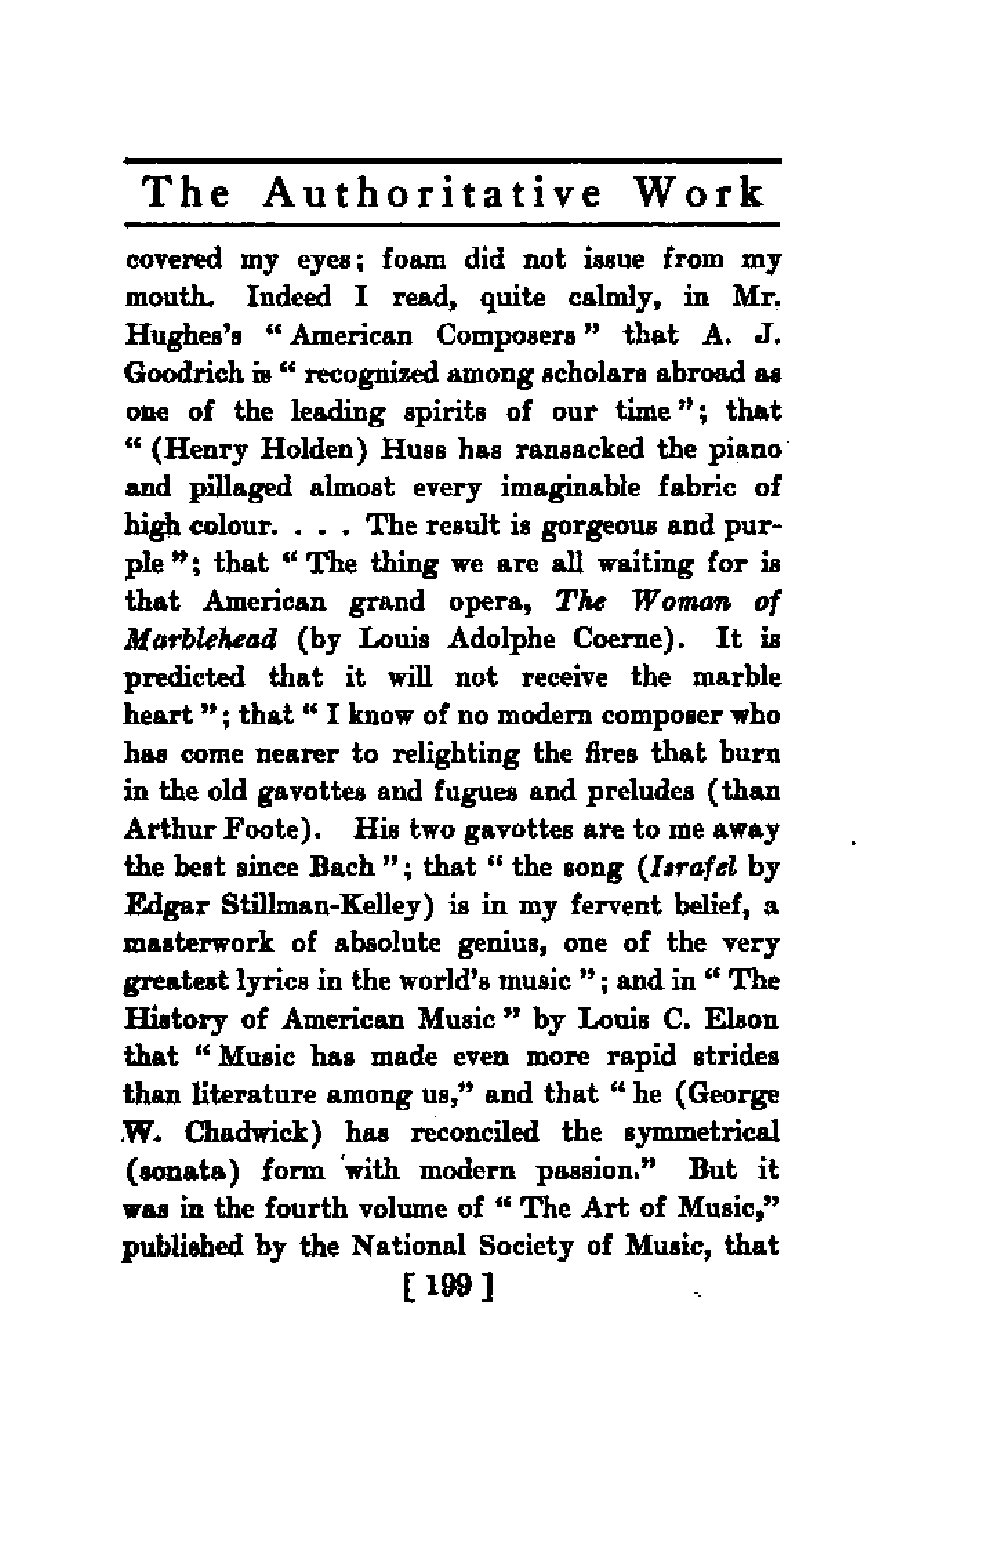 The Authoritative Work
covered my eyes; foam did not issue from my
mouth. Indeed I read, quite calmly, in Mr.
Hughes's “ American Composers ” that A. J.
Goodrich is “ recognized among scholars abroad as
one of the leading spirits of our time ”; that
“ (Henry Holden) Huss has ransacked the piano
and pillaged almost every imaginable fabric of
high colour. . . . The result is gorgeous and pur-
ple ”; that “ The thing we are all waiting for is
that American grand opera, The Woman of
Marblehead (by Louis Adolphe Coerne). It is
predicted that it will not receive the marble
heart ”; that “ I know of no modern composer who
has come nearer to relighting the fires that burn
in the old gavottes and fugues and preludes (than
Arthur Foote). His two gavottes are to me away
the best since Bach ”; that “ the song (Israfel by
Edgar Stillman-Kelley) is in my fervent belief, a
masterwork of absolute genius, one of the very
greatest lyrics in the world's music ”; and in “ The
History of American Music ” by Louis C. Elson
that “ Music has made even more rapid strides
than literature among us,” and that “ he (George
W. Chadwick) has reconciled the symmetrical
(sonata) form with modern passion.” But it
was in the fourth volume of “ The Art of Music,”
published by the National Society of Music, that
[ 199 ]